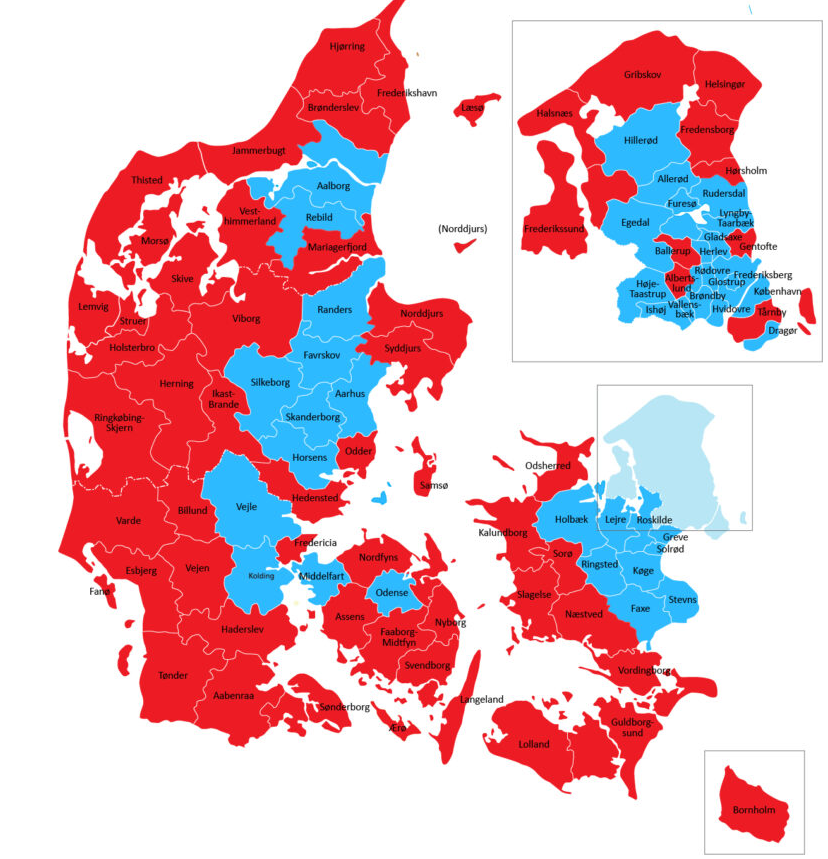 Hjørring
Frederikshavn
Brønderslev
Læsø
Jammerbugt
Thisted
Aalborg
Vest-
himmerland
Rebild
Morsø
Mariagerfjord
(Norddjurs)
Skive
Lemvig
Struer
Viborg
Randers
Norddjurs
Holsterbro
Favrskov
Syddjurs
Herning
Silkeborg
Ikast-
Brande
Aarhus
Ringkøbing-
Skjern
Skanderborg
Horsens
Odder
Samsø
Hedensted
Billund
Vejle
Varde
Fredericia
Nordfyns
Esbjerg
Vejen
Kolding
Middelfart
Odense
Fanø
Assens
Nyborg
Haderslev
Faaborg-
Midtfyn
Svendborg
Tønder
Aabenraa
Sønderborg
Ærø
Langeland
Gribskov
Helsingør
Halsnæs
Hillerød
Fredensborg
Hørsholm
Allerød
Rudersdal
Furesø
Frederikssund
Egedal
Lyngby-
Taarbæk
Gladsaxe
Gentofte
Ballerup
Herlev
Rødovre
Frederiksberg
Alberts-
lund
Glostrup
Høje-
Taastrup
Brøndby
København
Ishøj
Vallens-
bæk
Hvidovre
Tårnby
Dragør
Odsherred
Holbæk
Lejre
Roskilde
Kalundborg
Greve
Solrød
Sorø
Ringsted
Køge
Slagelse
Næstved
Faxe
Stevns
Vordingborg
Guldborg-
sund
Lolland
Bornholm